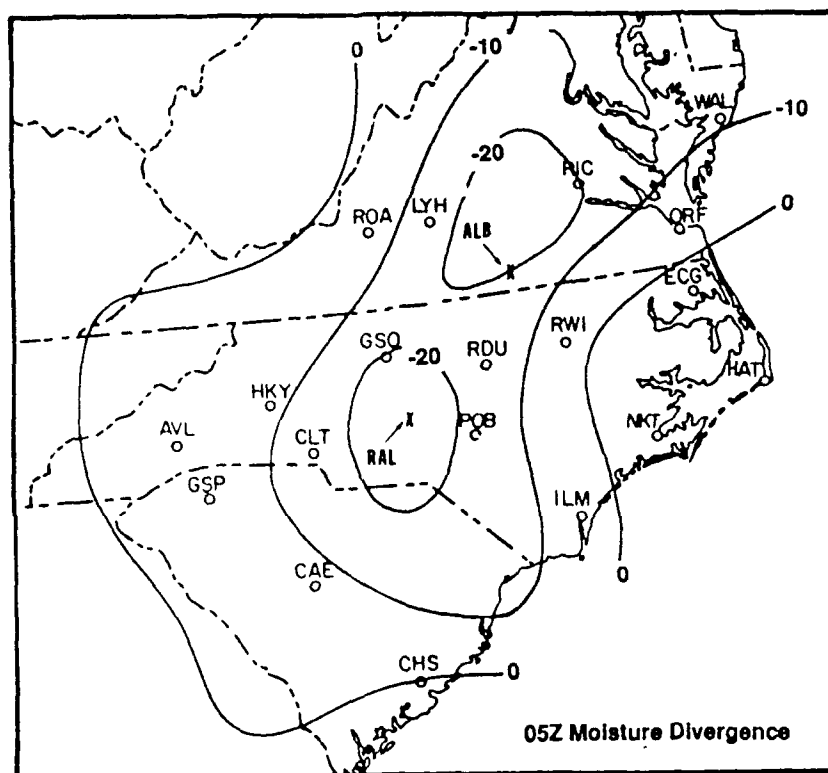 0
-10
WAL
-10
-20
RIC
ROA
LYH
ALB
X
ORF
0
ECG
GSO
-20
RDU
RWI
HAT
HKY
X
POB
NKT
AVL
CLT
RAL
GSP
ILM
CAE
0
CHS
0
05Z Moisture Divergence